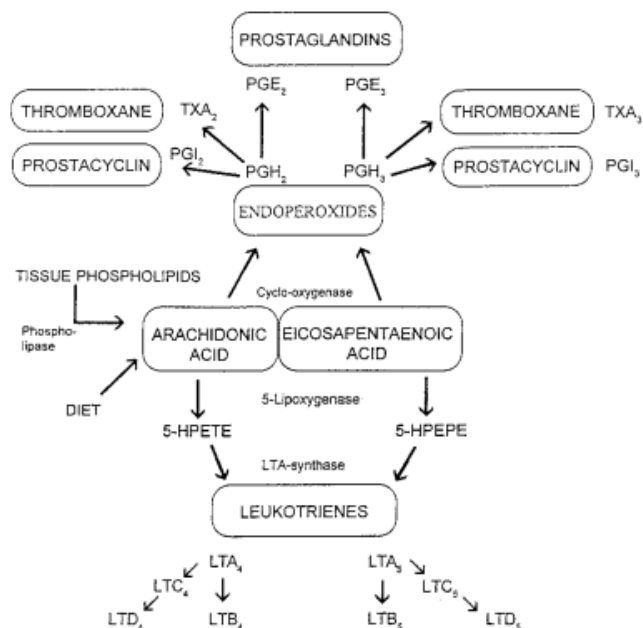 PROSTAGLANDINS
PGE₂ PGE₃
THROMBOXANE TXA₂ THROMBOXANE TXA₃
PROSTACYCLIN PGI₂ PGH₂ PGH₃ PROSTACYCLIN PGI₃
ENDOPEROXIDES
TISSUE PHOSPHOLIPIDS
Cyclo-oxygenase
Phospho-
lipase
ARACHIDONIC
ACID
EICOSAPENTAENOIC
ACID
DIET
5-Lipoxygenase
5-HPETE 5-HPEPE
LTA-synthase
LEUKOTRIENES
LTA₄ LTA₅
LTC₄ LTC₅
LTD₄ LTB₄ LTB₅ LTD₅